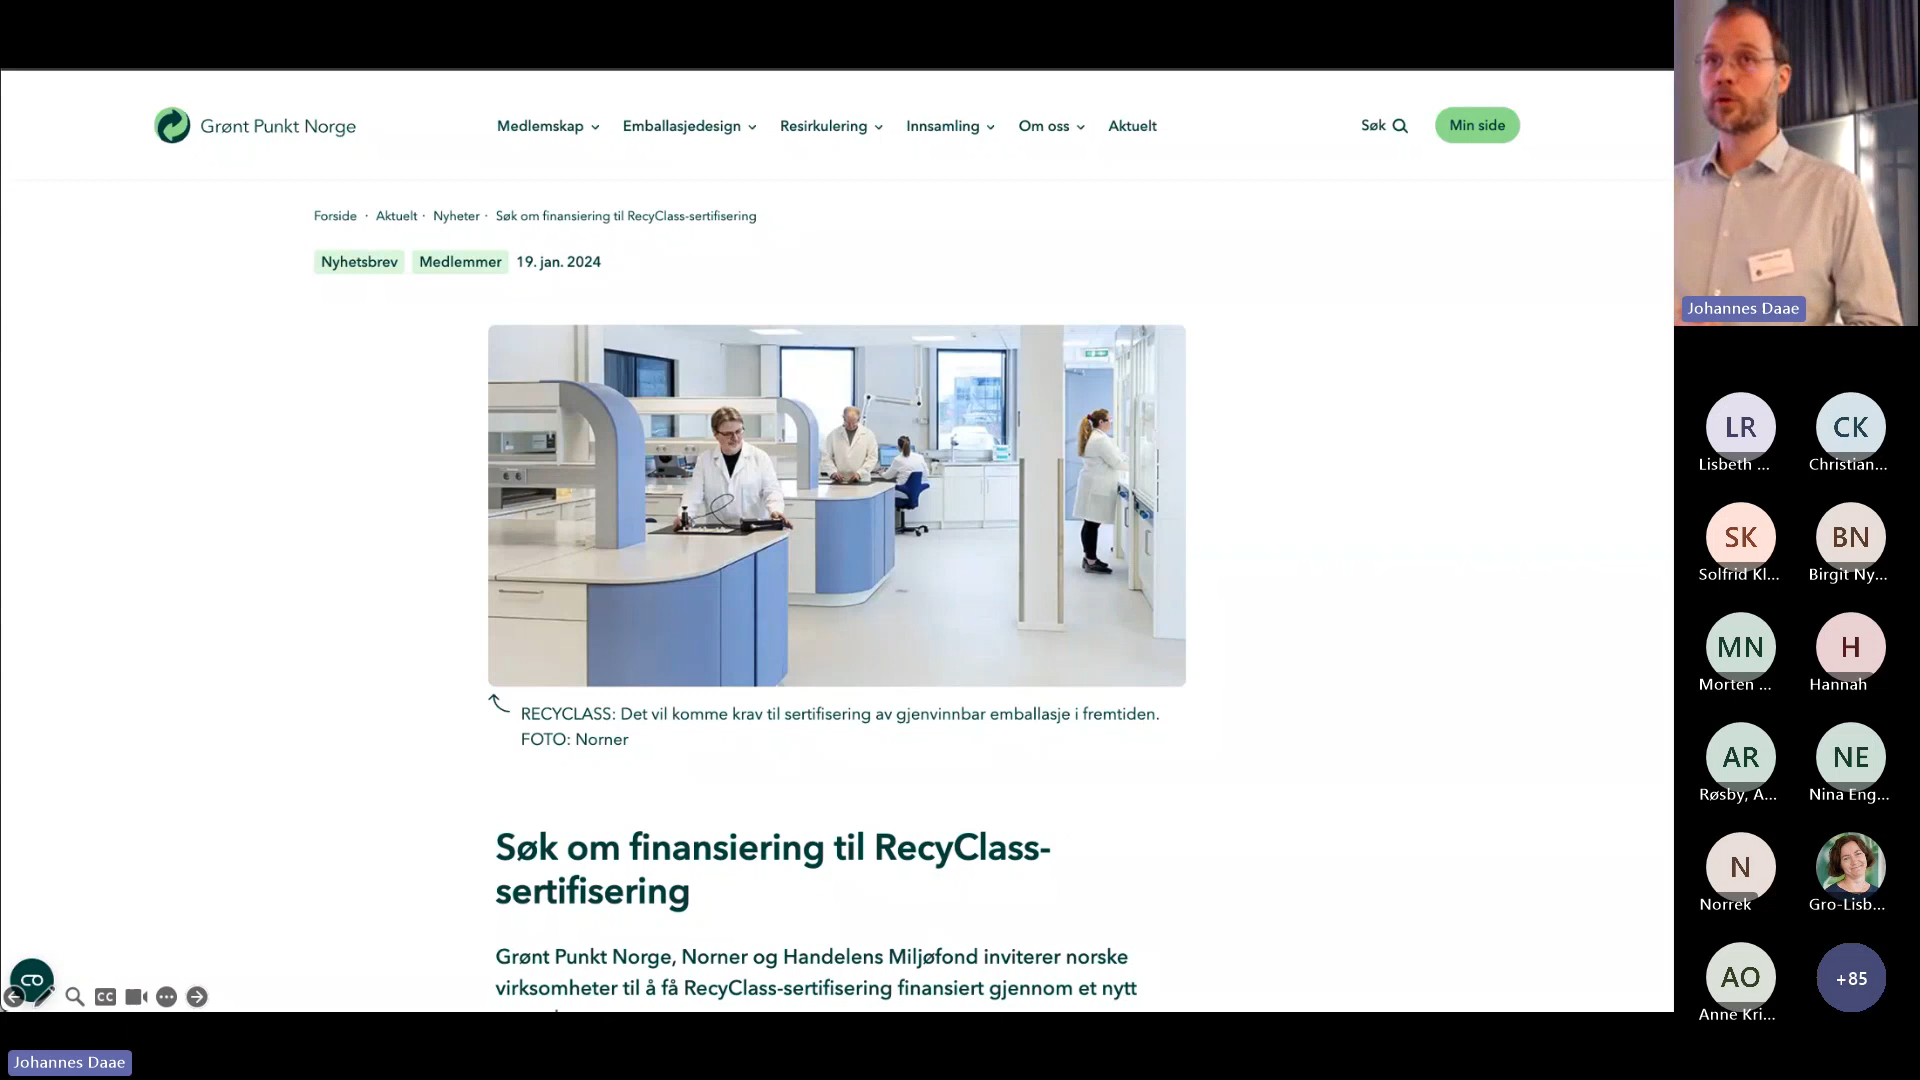 Grønt Punkt Norge
Medlemskap
Emballasjedesign
Resirkulering
Innsamling
Om oss
Aktuelt
Søk
Min side
Forside · Aktuelt · Nyheter · Søk om finansiering til RecyClass-sertifisering
Nyhetsbrev Medlemmer 19. jan. 2024
RECYCLASS: Det vil komme krav til sertifisering av gjenvinnbar emballasje i fremtiden.
FOTO: Norner
Søk om finansiering til RecyClass-
sertifisering
Grønt Punkt Norge, Norner og Handelens Miljøfond inviterer norske
virksomheter til å få RecyClass-sertifisering finansiert gjennom et nytt
CC
Johannes Daae
Johannes Daae
LR
Lisbeth ...
CK
Christian...
SK
Solfrid Kl...
BN
Birgit Ny...
MN
Morten ...
H
Hannah
AR
Røsby, A...
NE
Nina Eng...
N
Norrek
Gro-Lisb...
AO
Anne Kri...
+85